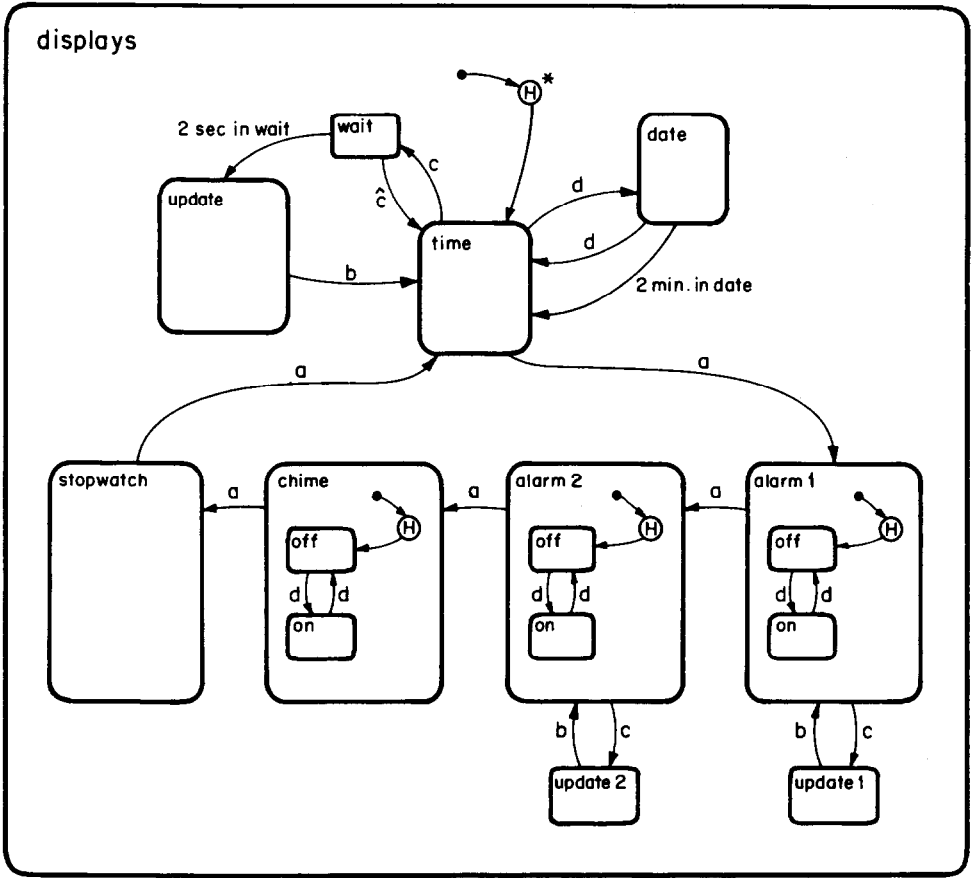 displays
H*
2 sec in wait
wait
date
c
ĉ
d
update
time
d
b
2 min. in date
a
a
stopwatch
chime
alarm 2
alarm 1
a
a
a
H
H
H
off
off
off
d
d
d
d
d
d
on
on
on
b
c
b
c
update 2
update 1